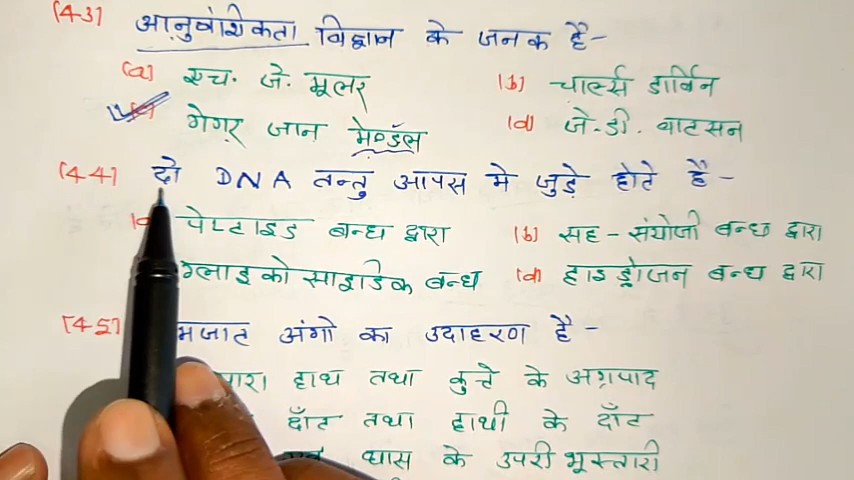 (43) आनुवंशिकता विज्ञान के जनक है-
(a) एच. जे. मूलर (b) चार्ल्स डार्विन
(c) गेगर जान मेण्डल (d) जे.डी. वाटसन
(44) दो DNA तन्तु आपस मे जुड़े होते है-
(a) पेप्टाइड बन्ध द्वारा (b) सह-संयोजी बन्ध द्वारा
ग्लाइकोसाइडिक बन्ध (d) हाइड्रोजन बन्ध द्वारा
(45) मजात अंगो का उदाहरण है-
हाथ तथा कुत्ते के अग्रपाद
दाँत तथा हाथी के दाँत
घास के उपरी भूस्तारी